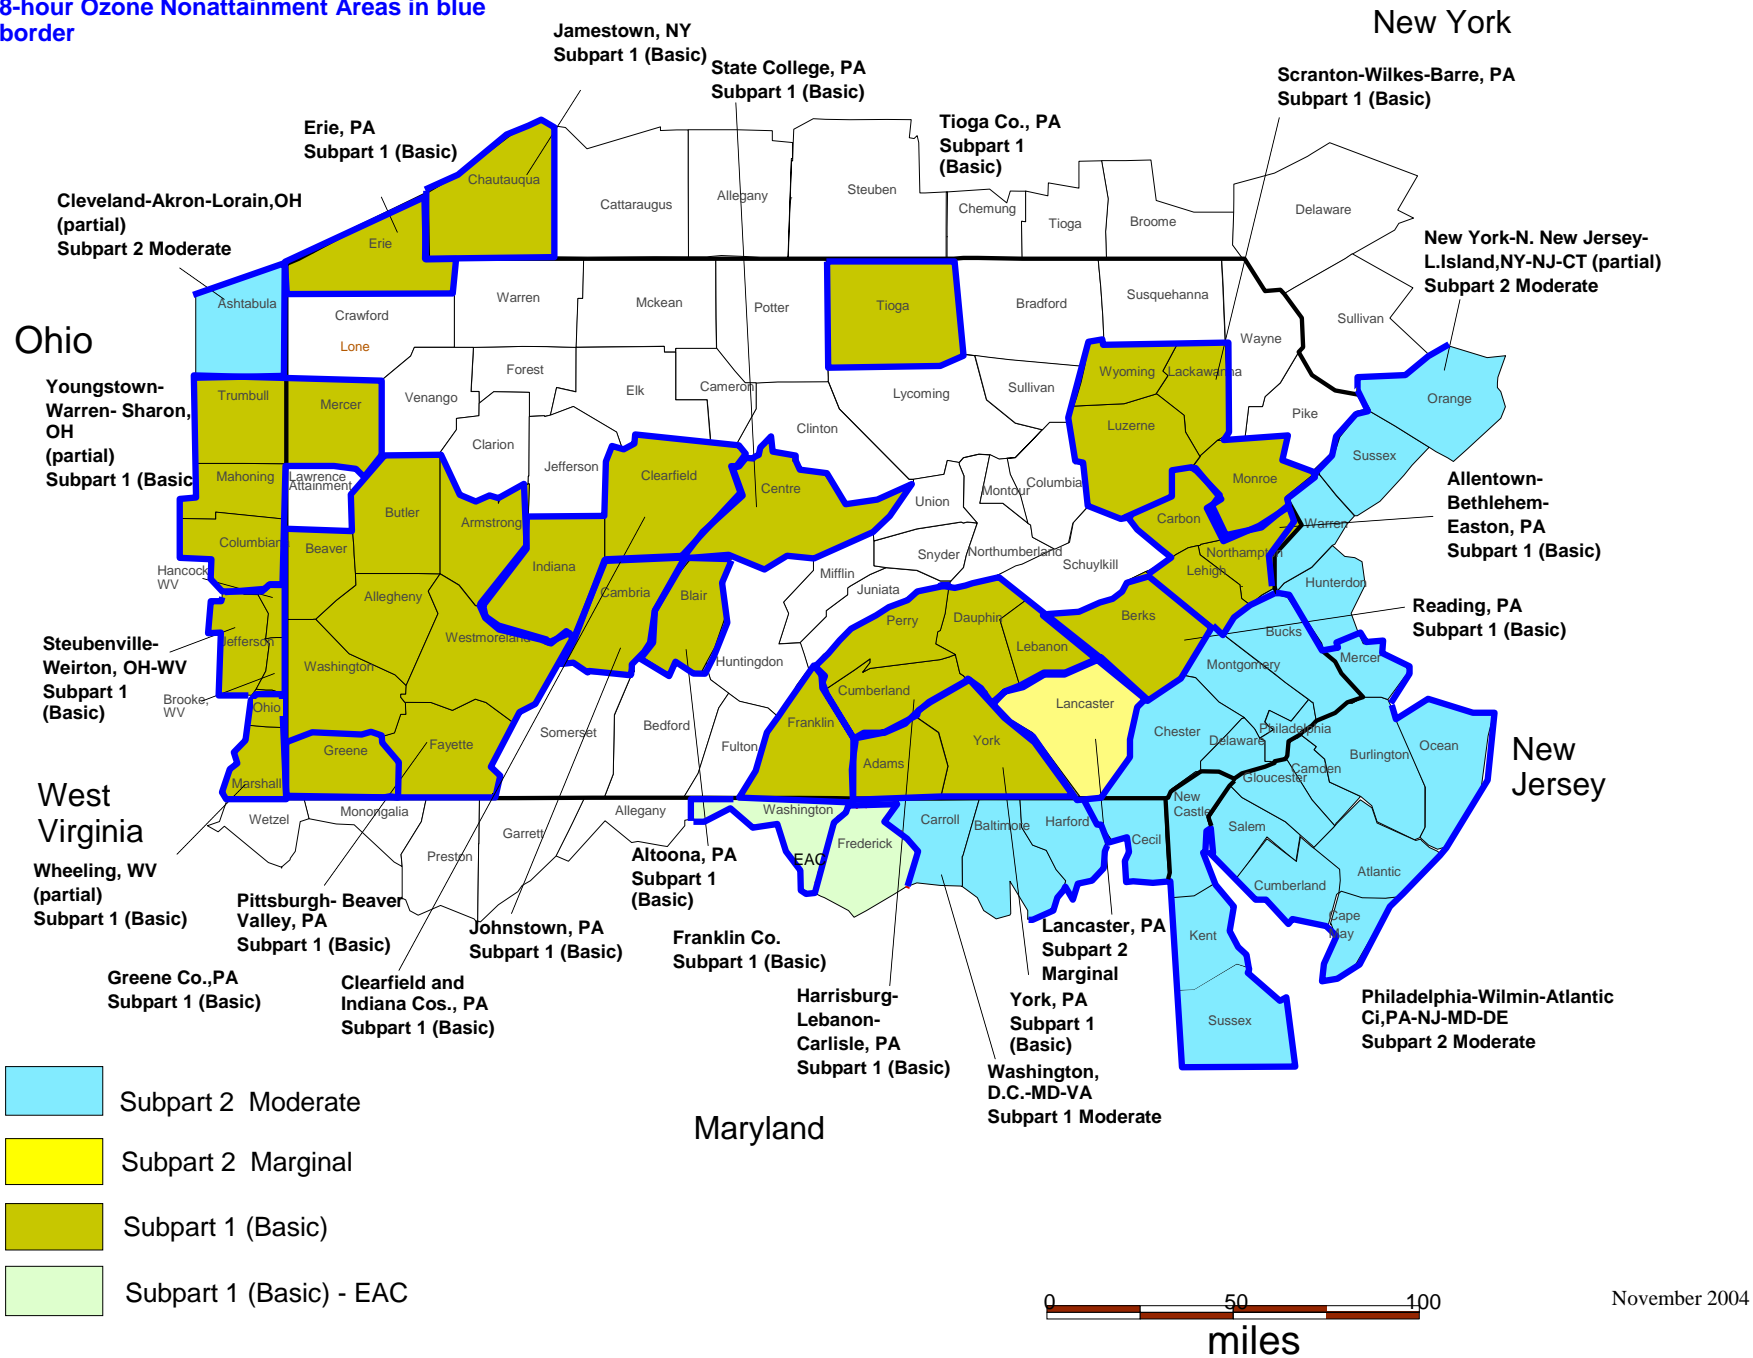 8-hour Ozone Nonattainment Areas in blue
border
New York
Jamestown, NY
Subpart 1 (Basic)
State College, PA
Subpart 1 (Basic)
Scranton-Wilkes-Barre, PA
Subpart 1 (Basic)
Erie, PA
Subpart 1 (Basic)
Tioga Co., PA
Subpart 1
(Basic)
Cleveland-Akron-Lorain,OH
(partial)
Subpart 2 Moderate
New York-N. New Jersey-
L.Island,NY-NJ-CT (partial)
Subpart 2 Moderate
Chautauqua
Cattaraugus
Allegany
Steuben
Chemung
Tioga
Broome
Delaware
Erie
Ashtabula
Crawford
Lone
Warren
Mckean
Potter
Tioga
Bradford
Susquehanna
Wayne
Sullivan
Ohio
Youngstown-
Warren- Sharon,
OH
(partial)
Subpart 1 (Basic
Trumbull
Mercer
Venango
Forest
Elk
Cameron
Lycoming
Sullivan
Wyoming
Lackawanna
Pike
Orange
Clarion
Clinton
Luzerne
Sussex
Mahoning
Lawrence
Attainment
Jefferson
Clearfield
Centre
Union
Montour
Columbia
Monroe
Allentown-
Bethlehem-
Easton, PA
Subpart 1 (Basic)
Butler
Armstrong
Carbon
Warren
Columbiana
Beaver
Snyder
Northumberland
Northampton
Hancock
WV
Indiana
Mifflin
Schuylkill
Lehigh
Hunterdon
Allegheny
Cambria
Blair
Juniata
Reading, PA
Subpart 1 (Basic)
Steubenville-
Weirton, OH-WV
Subpart 1
(Basic)
Jefferson
Westmoreland
Perry
Dauphin
Berks
Bucks
Washington
Huntingdon
Lebanon
Montgomery
Mercer
Brooke,
WV
Ohio
Cumberland
Lancaster
Greene
Fayette
Somerset
Bedford
Fulton
Franklin
Adams
York
Chester
Delaware
Philadelphia
Burlington
Ocean
New
Jersey
Camden
Gloucester
Marshall
West
Virginia
Wetzel
Monongalia
Preston
Garrett
Allegany
Washington
Frederick
EAC
Carroll
Baltimore
Harford
Cecil
New
Castle
Salem
Cumberland
Atlantic
Cape
May
Kent
Sussex
Wheeling, WV
(partial)
Subpart 1 (Basic)
Pittsburgh- Beaver
Valley, PA
Subpart 1 (Basic)
Altoona, PA
Subpart 1
(Basic)
Johnstown, PA
Subpart 1 (Basic)
Franklin Co.
Subpart 1 (Basic)
Lancaster, PA
Subpart 2
Marginal
Greene Co.,PA
Subpart 1 (Basic)
Clearfield and
Indiana Cos., PA
Subpart 1 (Basic)
Harrisburg-
Lebanon-
Carlisle, PA
Subpart 1 (Basic)
York, PA
Subpart 1
(Basic)
Philadelphia-Wilmin-Atlantic
Ci,PA-NJ-MD-DE
Subpart 2 Moderate
Washington,
D.C.-MD-VA
Subpart 1 Moderate
Maryland
Subpart 2 Moderate
Subpart 2 Marginal
Subpart 1 (Basic)
Subpart 1 (Basic) - EAC
0 50 100
miles
November 2004